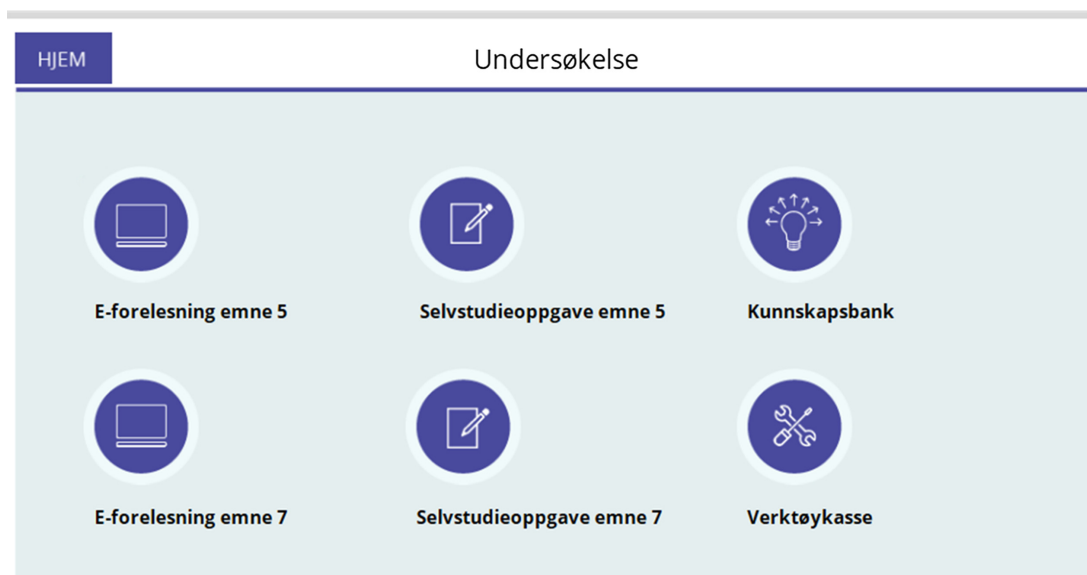 HJEM
Undersøkelse
E-forelesning emne 5
Selvstudieoppgave emne 5
Kunnskapsbank
E-forelesning emne 7
Selvstudieoppgave emne 7
Verktøykasse